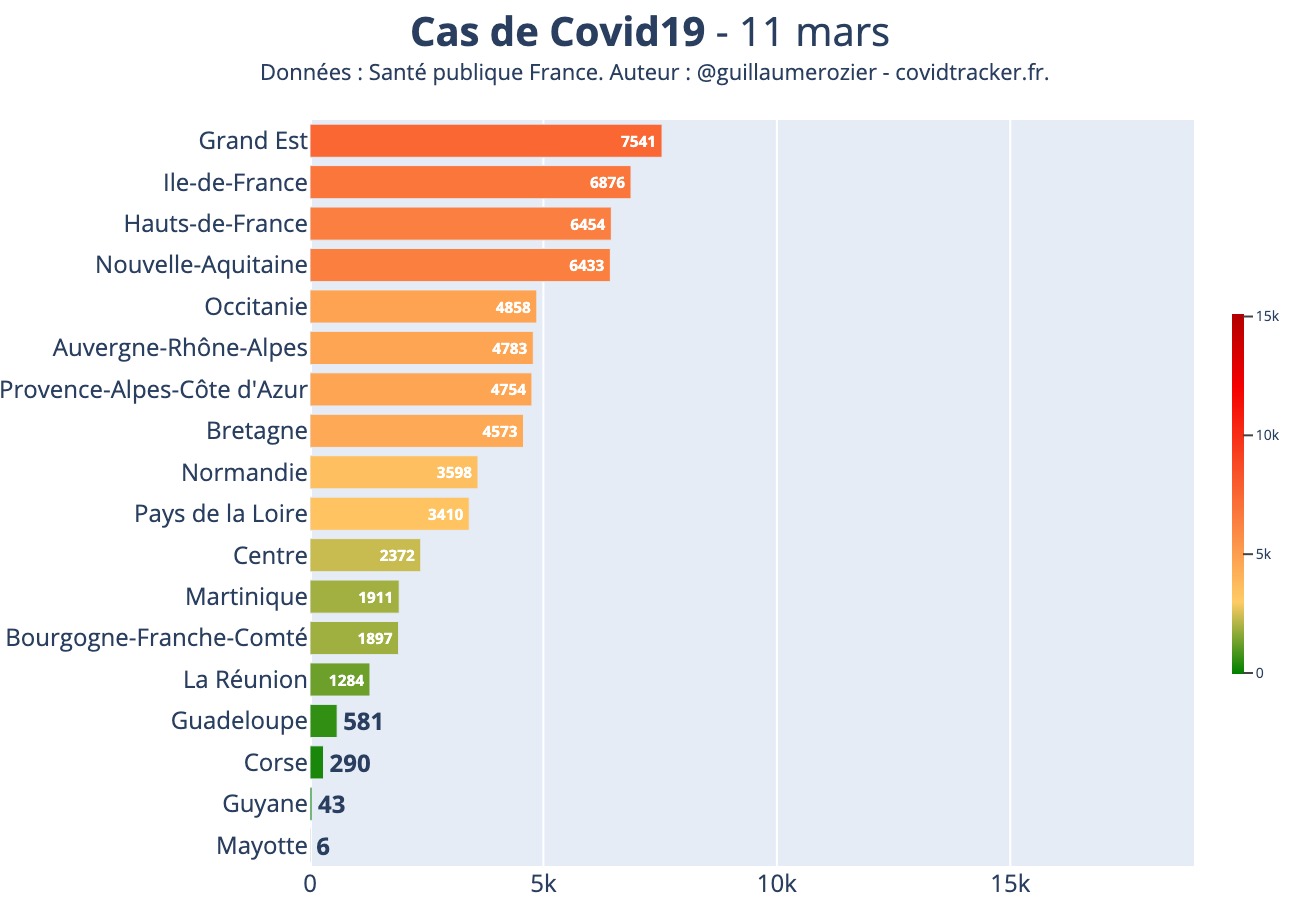 Cas de Covid19 - 11 mars
Données : Santé publique France. Auteur : @guillaumerozier - covidtracker.fr.
Grand Est 7541
Ile-de-France 6876
Hauts-de-France 6454
Nouvelle-Aquitaine 6433
Occitanie 4858
Auvergne-Rhône-Alpes 4783
Provence-Alpes-Côte d'Azur 4754
Bretagne 4573
Normandie 3598
Pays de la Loire 3410
Centre 2372
Martinique 1911
Bourgogne-Franche-Comté 1897
La Réunion 1284
Guadeloupe 581
Corse 290
Guyane 43
Mayotte 6
0 5k 10k 15k
15k
10k
5k
0